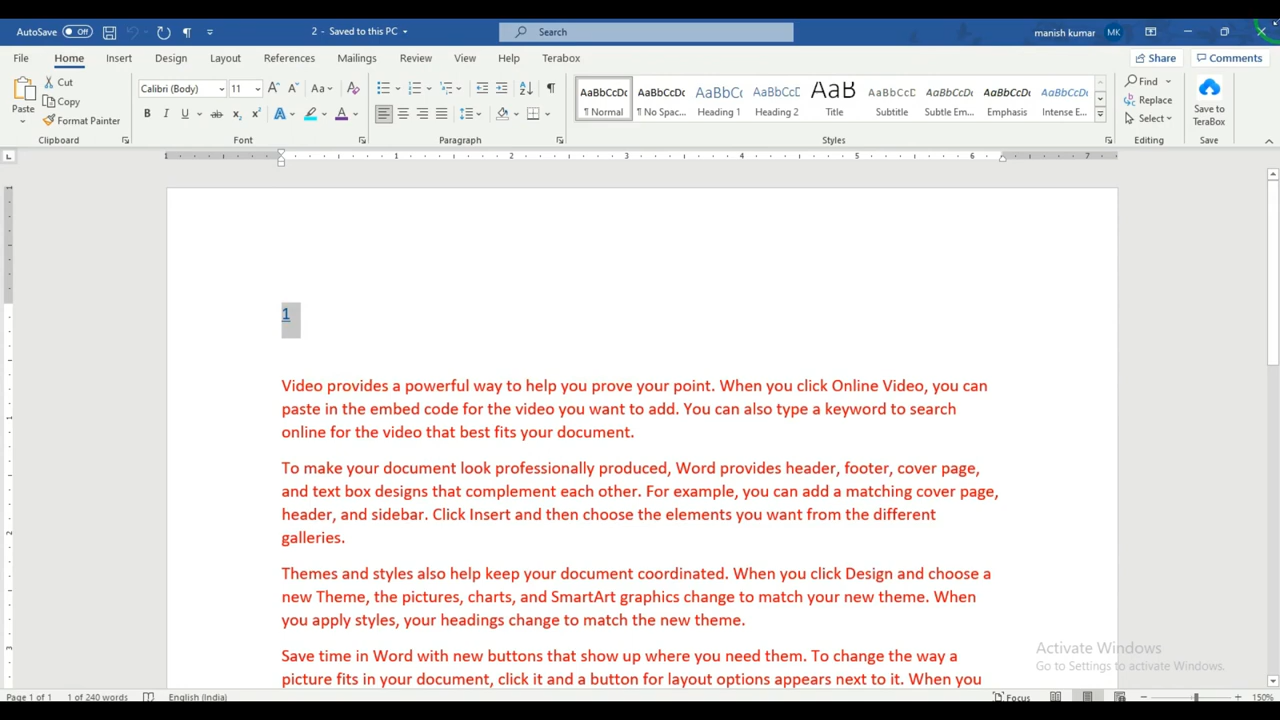 AutoSave Off 2 - Saved to this PC Search manish kumar MK
File Home Insert Design Layout References Mailings Review View Help Terabox Share Comments
Paste Cut Copy Format Painter Clipboard
Calibri (Body) 11 Aa Font
Paragraph
AaBbCcDc ¶ Normal
AaBbCcDc ¶ No Spac...
AaBbCc Heading 1
AaBbCcD Heading 2
AaB Title
AaBbCcD Subtitle
AaBbCcDc Subtle Em...
AaBbCcDc Emphasis
AaBbCcDc Intense E...
Styles
Find Replace Select Editing
Save to TeraBox Save
1 1 2 3 4 5 6 7
1
Video provides a powerful way to help you prove your point. When you click Online Video, you can
paste in the embed code for the video you want to add. You can also type a keyword to search
online for the video that best fits your document.
To make your document look professionally produced, Word provides header, footer, cover page,
and text box designs that complement each other. For example, you can add a matching cover page,
header, and sidebar. Click Insert and then choose the elements you want from the different
galleries.
Themes and styles also help keep your document coordinated. When you click Design and choose a
new Theme, the pictures, charts, and SmartArt graphics change to match your new theme. When
you apply styles, your headings change to match the new theme.
Save time in Word with new buttons that show up where you need them. To change the way a
picture fits in your document, click it and a button for layout options appears next to it. When you
Activate Windows
Go to Settings to activate Windows.
Page 1 of 1 1 of 240 words English (India) Focus 150%